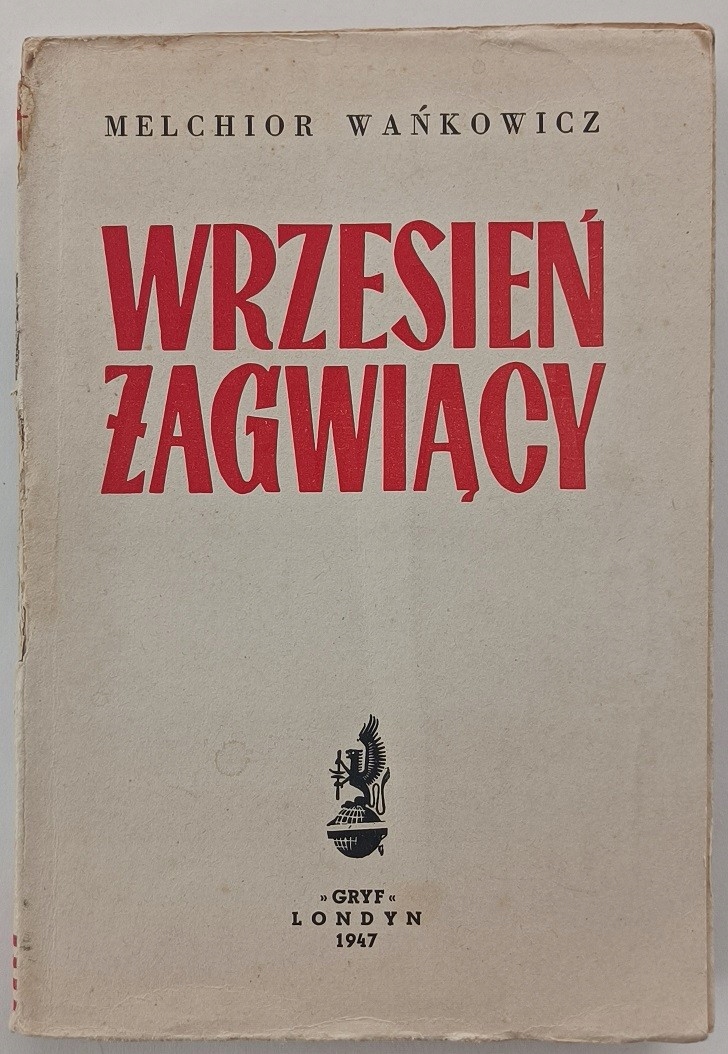 MELCHIOR WAŃKOWICZ
WRZESIEŃ
ŻAGWIĄCY
»GRYF«
LONDYN
1947